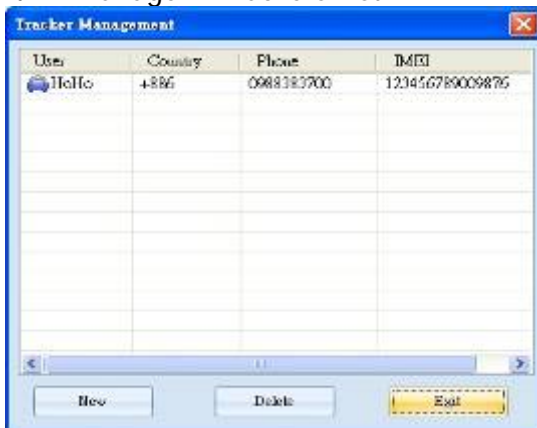 Tracker Management
User Country Phone IMEI
HoHo +886 0988383700 123456789009876
New Delete Exit